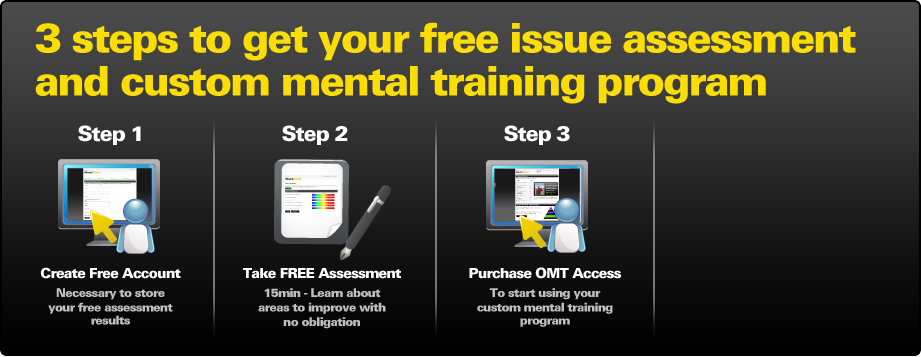 3 steps to get your free issue assessment
and custom mental training program
Step 1
Create Free Account
Necessary to store
your free assessment
results
Step 2
Take FREE Assessment
15min - Learn about
areas to improve with
no obligation
Step 3
Purchase OMT Access
To start using your
custom mental training
program